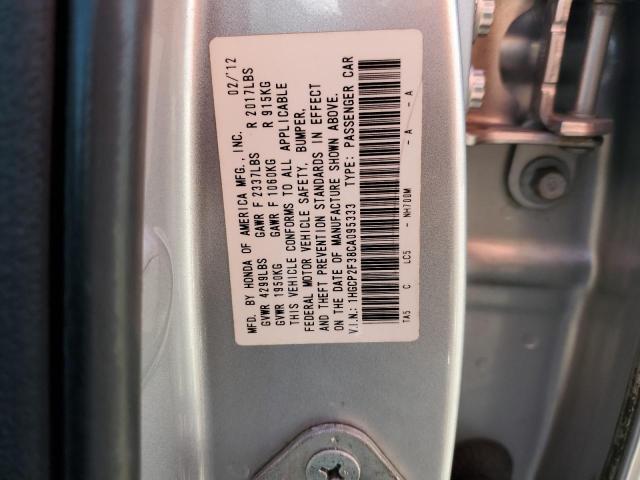 MFD. BY HONDA OF AMERICA MFG., INC. 02/'12
GVWR 4299LBS GAWR F 2337LBS R 2017LBS
GVWR 1950KG GAWR F 1060KG R 915KG
THIS VEHICLE CONFORMS TO ALL APPLICABLE
FEDERAL MOTOR VEHICLE SAFETY, BUMPER,
AND THEFT PREVENTION STANDARDS IN EFFECT
ON THE DATE OF MANUFACTURE SHOWN ABOVE.
V.I.N.: 1HGCP2F38CA095333 TYPE: PASSENGER CAR
TA5 C LC5 - NH700M - A - A